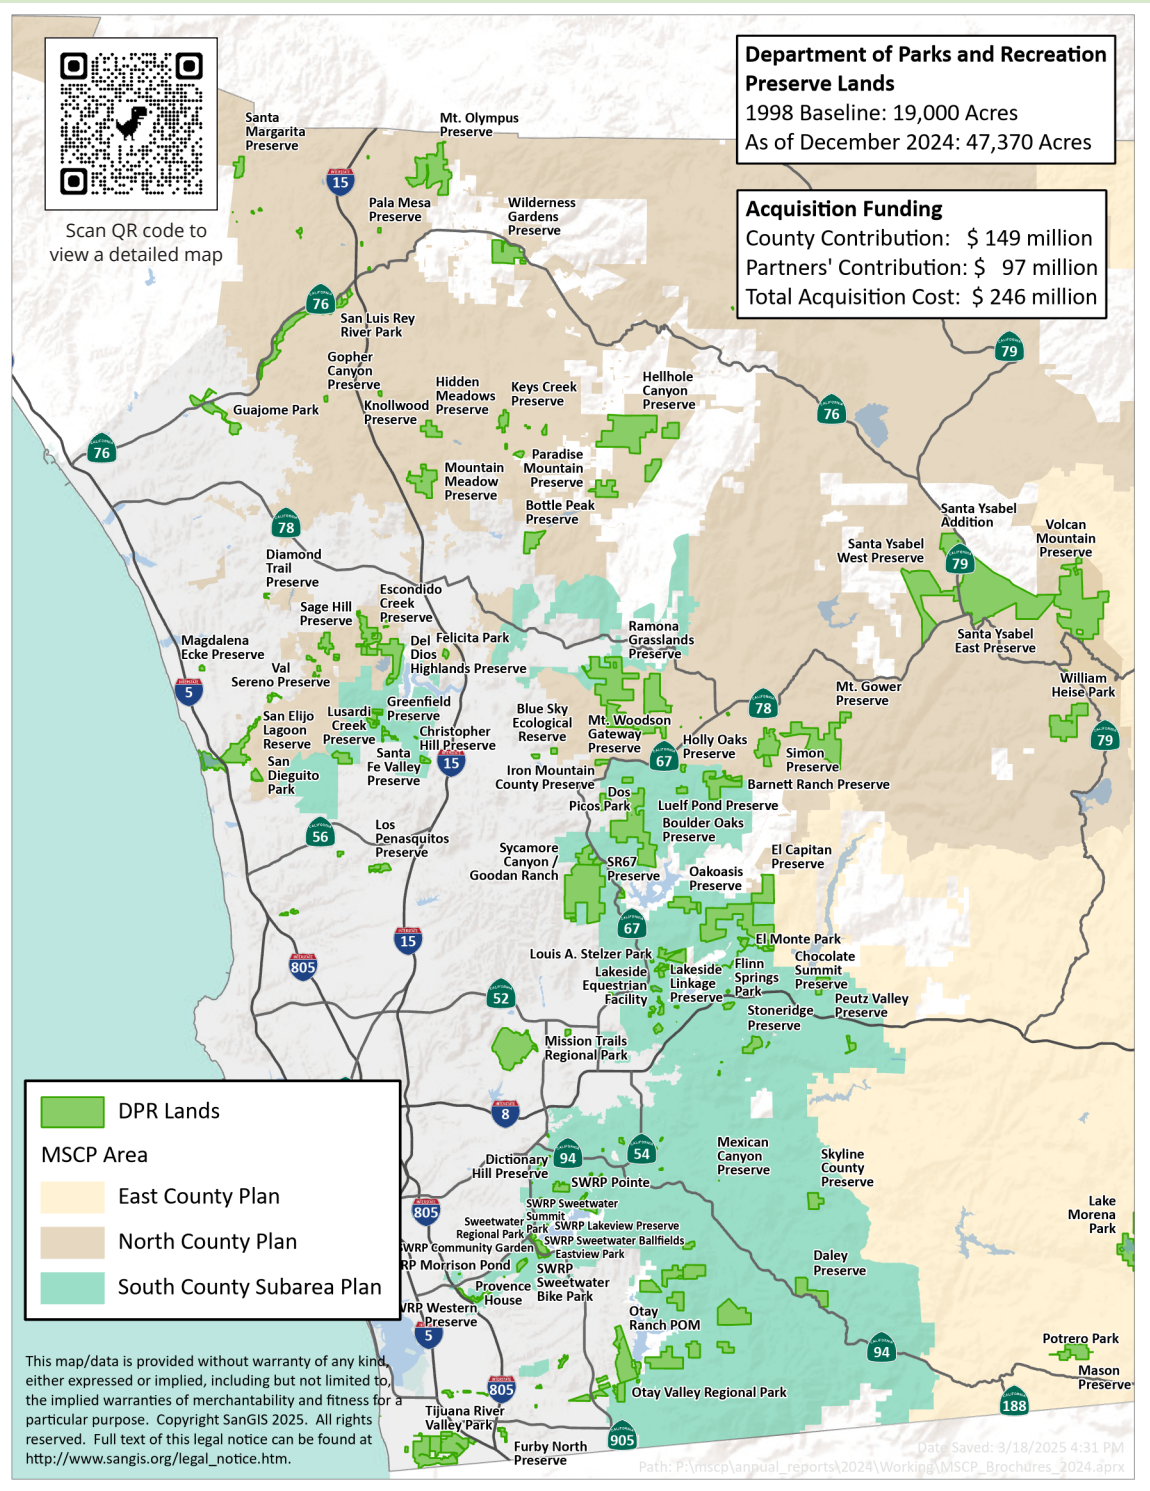 Department of Parks and Recreation
Preserve Lands
1998 Baseline: 19,000 Acres
As of December 2024: 47,370 Acres
Acquisition Funding
County Contribution: $ 149 million
Partners' Contribution: $ 97 million
Total Acquisition Cost: $ 246 million
Scan QR code to
view a detailed map
Santa
Margarita
Preserve
Mt. Olympus
Preserve
15
Pala Mesa
Preserve
Wilderness
Gardens
Preserve
76
San Luis Rey
River Park
79
Gopher
Canyon
Preserve
Hidden
Meadows
Preserve
Keys Creek
Preserve
Hellhole
Canyon
Preserve
Guajome Park
Knollwood
Preserve
76
76
Mountain
Meadow
Preserve
Paradise
Mountain
Preserve
Bottle Peak
Preserve
78
Santa Ysabel
Addition
Volcan
Mountain
Preserve
Santa Ysabel
West Preserve
79
Diamond
Trail
Preserve
Escondido
Creek
Preserve
Sage Hill
Preserve
Ramona
Grasslands
Preserve
Santa Ysabel
East Preserve
Magdalena
Ecke Preserve
Del
Dios
Highlands Preserve
Felicita Park
Val
Sereno Preserve
5
William
Heise Park
Mt. Gower
Preserve
78
79
San Elijo
Lagoon
Reserve
Lusardi
Creek
Preserve
Greenfield
Preserve
Christopher
Hill Preserve
Blue Sky
Ecological
Reserve
Mt. Woodson
Gateway
Preserve
Holly Oaks
Preserve
67
Simon
Preserve
San
Dieguito
Park
Santa
Fe Valley
Preserve
15
Iron Mountain
County Preserve
Barnett Ranch Preserve
Dos
Picos Park
Luelf Pond Preserve
Boulder Oaks
Preserve
56
Los
Penasquitos
Preserve
Sycamore
Canyon /
Goodan Ranch
SR67
Preserve
Oakoasis
Preserve
El Capitan
Preserve
67
15
805
El Monte Park
Louis A. Stelzer Park
Lakeside
Equestrian
Facility
Lakeside
Linkage
Preserve
Flinn
Springs
Park
Chocolate
Summit
Preserve
Peutz Valley
Preserve
52
Stoneridge
Preserve
Mission Trails
Regional Park
8
DPR Lands
MSCP Area
East County Plan
North County Plan
South County Subarea Plan
Dictionary
Hill Preserve
94
54
Mexican
Canyon
Preserve
Skyline
County
Preserve
SWRP Pointe
805
SWRP Sweetwater
Summit
Park
Sweetwater
Regional Park
SWRP Lakeview Preserve
SWRP Sweetwater Ballfields
WRP Community Garden
Eastview Park
RP Morrison Pond
SWRP
Sweetwater
Bike Park
Provence
House
Lake
Morena
Park
Daley
Preserve
VRP Western
Preserve
5
Otay
Ranch POM
94
Potrero Park
Mason
Preserve
188
805
Otay Valley Regional Park
Tijuana River
Valley Park
905
Furby North
Preserve
This map/data is provided without warranty of any kind,
either expressed or implied, including but not limited to,
the implied warranties of merchantability and fitness for a
particular purpose. Copyright SanGIS 2025. All rights
reserved. Full text of this legal notice can be found at
http://www.sangis.org/legal_notice.htm.
Date Saved: 3/18/2025 4:31 PM
Path: P:\mscp\annual_reports\2024\Working\MSCP_Brochures_2024.aprx